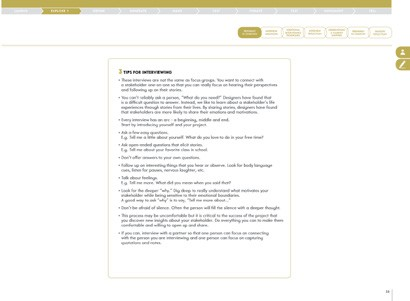 EXPLORE >
3 TIPS FOR INTERVIEWING
• These interviews are not the same as focus groups. You want to connect with
a stakeholder one on one so that you can really focus on hearing their perspectives
and following up on their stories.
• You can't reliably ask a person, "What do you need?" Designers have found that
is a difficult question to answer. Instead, we like to learn about a stakeholder's life
experiences through stories from their lives. By sharing stories, designers have found
that stakeholders are more likely to share their emotions and motivations.
• Every interview has an arc – a beginning, middle and end.
Start by introducing yourself and your project.
• Ask a few easy questions.
E.g. Tell me a little about yourself. What do you love to do in your free time?
• Ask open-ended questions that elicit stories.
E.g. Tell me about your favorite class in school.
• Don't offer answers to your own questions.
• Follow up on interesting things that you hear or observe. Look for body language
cues, listen for pauses, nervous laughter, etc.
• Talk about feelings.
E.g. Tell me more. What did you mean when you said that?
• Look for the deeper "why." Dig deep to really understand what motivates your
stakeholder while being sensitive to their emotional boundaries.
A good way to ask "why" is to say, "Tell me more about..."
• Don't be afraid of silence. Often the person will fill the silence with a deeper thought.
• This process may be uncomfortable but it is critical to the success of the project that
you discover new insights about your stakeholder. Do everything you can to make them
comfortable and willing to open up and share.
• If you can, interview with a partner so that one person can focus on connecting
with the person you are interviewing and one person can focus on capturing
quotations and notes.